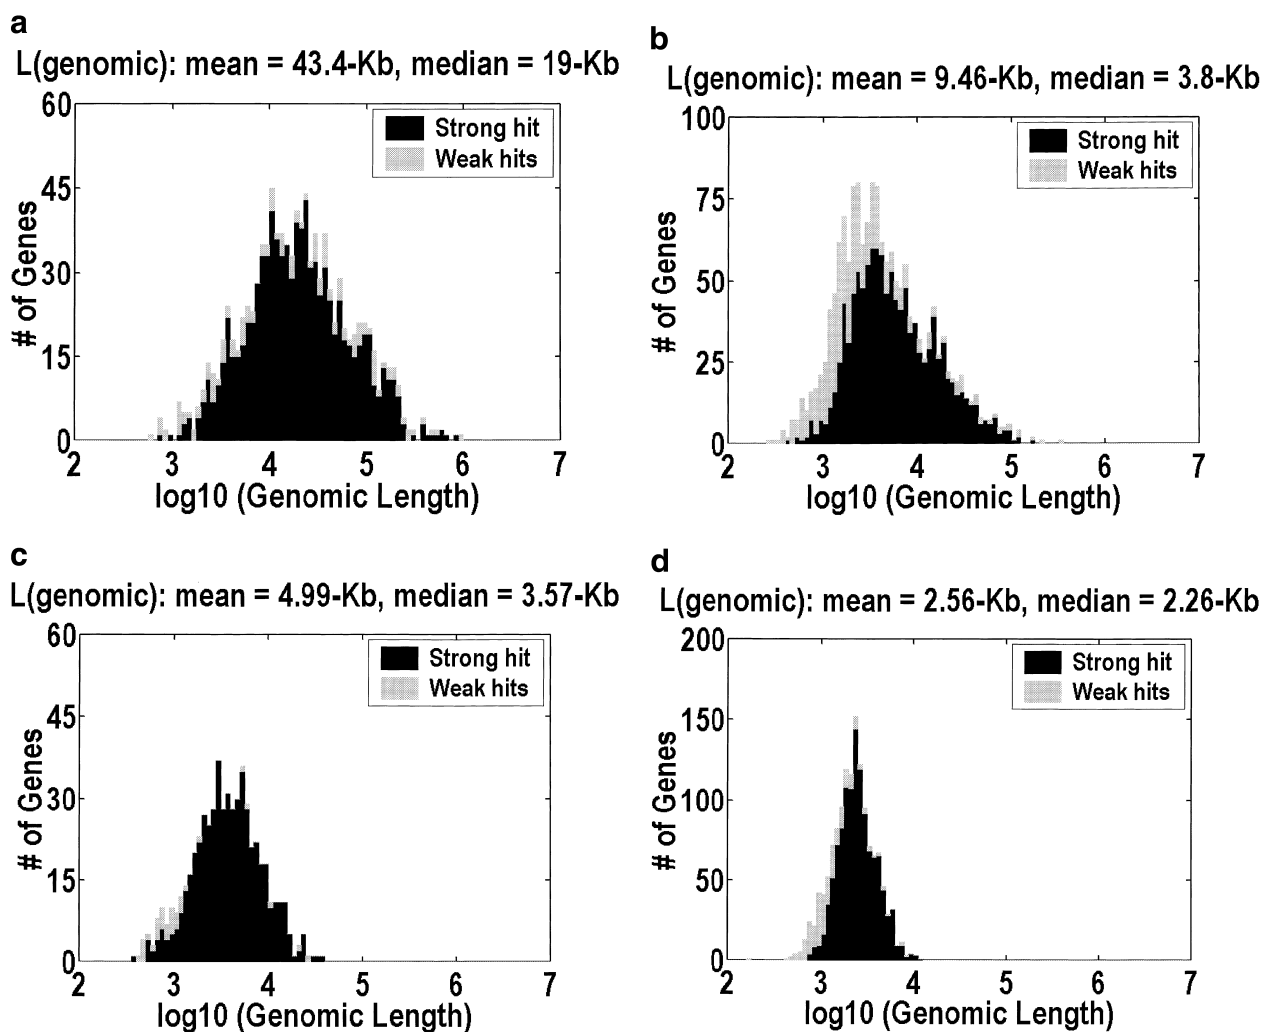 a
L(genomic): mean = 43.4-Kb, median = 19-Kb
60
45
30
15
0
# of Genes
Strong hit
Weak hits
2 3 4 5 6 7
log10 (Genomic Length)
b
L(genomic): mean = 9.46-Kb, median = 3.8-Kb
100
75
50
25
0
# of Genes
Strong hit
Weak hits
2 3 4 5 6 7
log10 (Genomic Length)
c
L(genomic): mean = 4.99-Kb, median = 3.57-Kb
60
45
30
15
0
# of Genes
Strong hit
Weak hits
2 3 4 5 6 7
log10 (Genomic Length)
d
L(genomic): mean = 2.56-Kb, median = 2.26-Kb
200
150
100
50
0
# of Genes
Strong hit
Weak hits
2 3 4 5 6 7
log10 (Genomic Length)